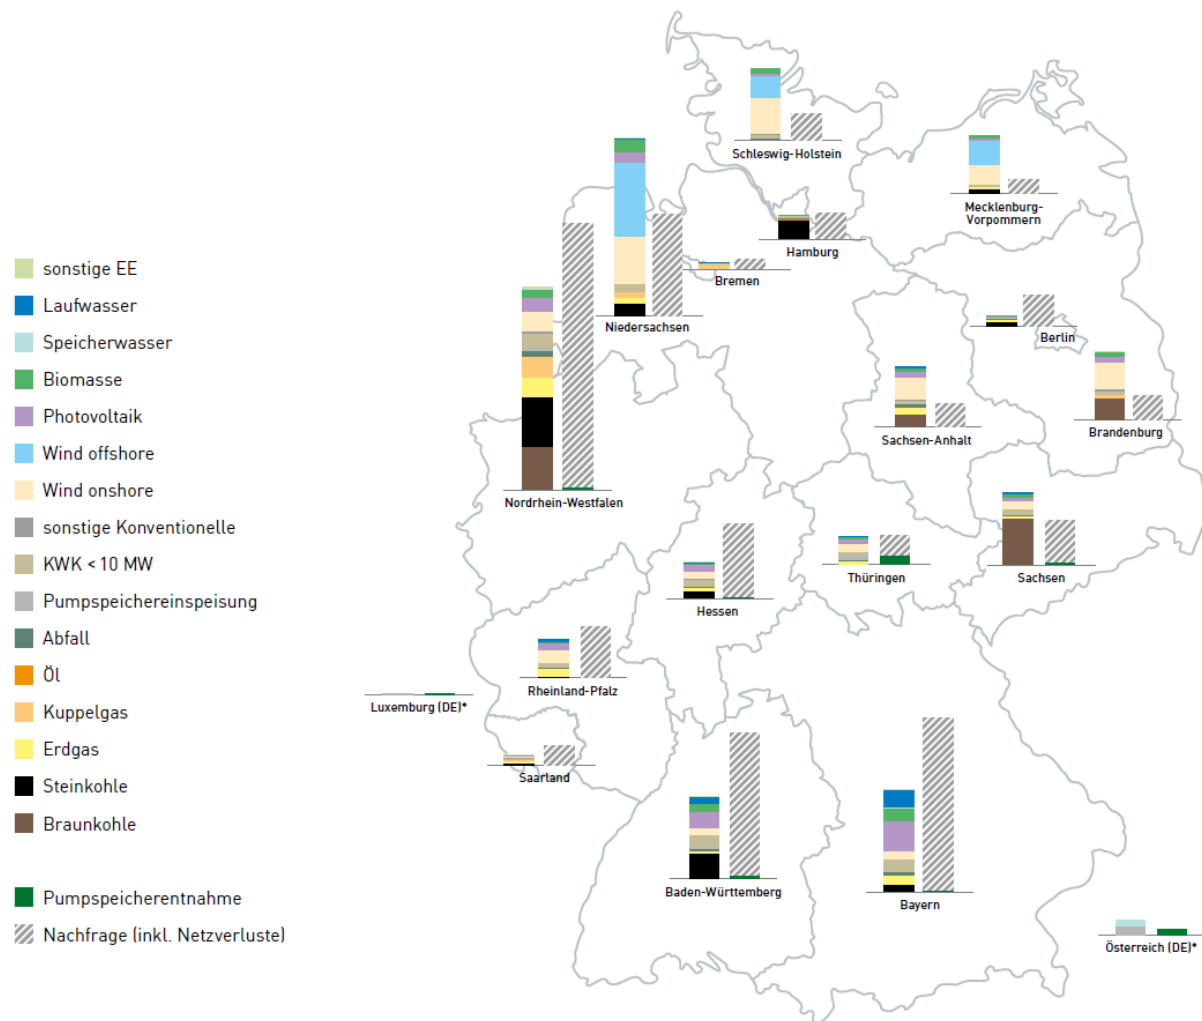 sonstige EE
Laufwasser
Speicherwasser
Biomasse
Photovoltaik
Wind offshore
Wind onshore
sonstige Konventionelle
KWK < 10 MW
Pumpspeichereinspeisung
Abfall
Öl
Kuppelgas
Erdgas
Steinkohle
Braunkohle
Pumpspeicherentnahme
Nachfrage (inkl. Netzverluste)
Schleswig-Holstein
Mecklenburg-
Vorpommern
Hamburg
Bremen
Niedersachsen
Berlin
Brandenburg
Sachsen-Anhalt
Nordrhein-Westfalen
Thüringen
Sachsen
Hessen
Rheinland-Pfalz
Luxemburg (DE)*
Saarland
Baden-Württemberg
Bayern
Österreich (DE)*